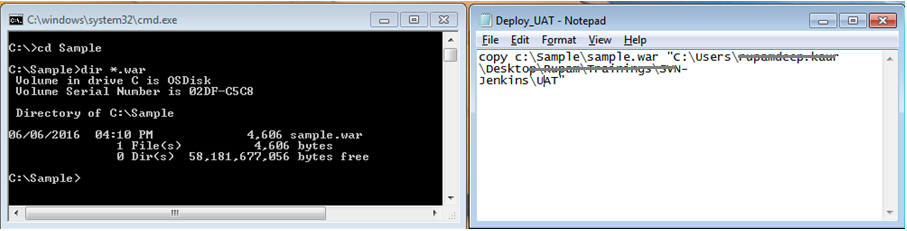 C:\windows\system32\cmd.exe
C:\>cd Sample
C:\Sample>dir *.war
Volume in drive C is OSDisk
Volume Serial Number is 02DF-C5C8
Directory of C:\Sample
06/06/2016 04:10 PM 4,606 sample.war
1 File(s) 4,606 bytes
0 Dir(s) 58,181,677,056 bytes free
C:\Sample>
Deploy_UAT - Notepad
File Edit Format View Help
copy c:\Sample\sample.war "C:\Users\rupamdeep.kaur
\Desktop\Rupam\Trainings\SVN-
Jenkins\UAT"